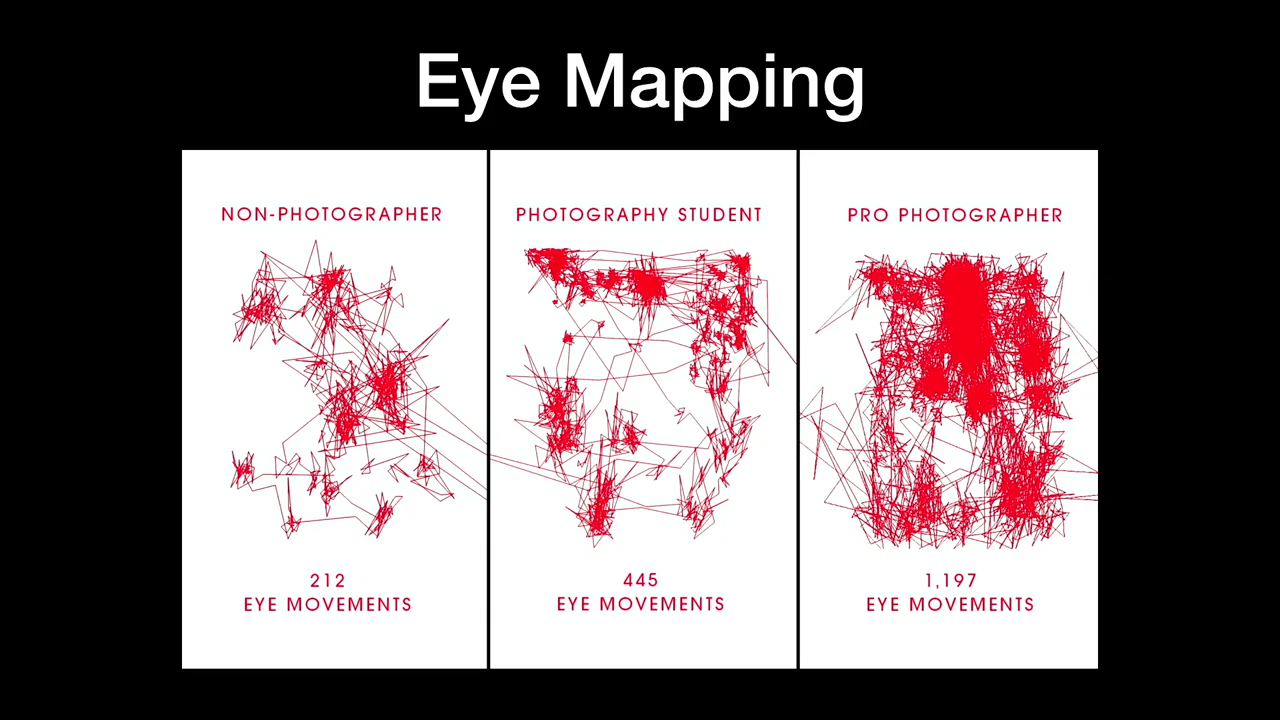 Eye Mapping
NON-PHOTOGRAPHER
212
EYE MOVEMENTS
PHOTOGRAPHY STUDENT
445
EYE MOVEMENTS
PRO PHOTOGRAPHER
1,197
EYE MOVEMENTS